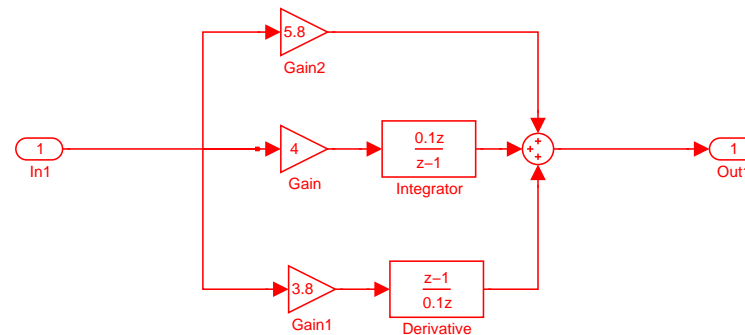 5.8
Gain2
1
In1
4
Gain
0.1z
z−1
Integrator
+
+
+
1
Out1
3.8
Gain1
z−1
0.1z
Derivative